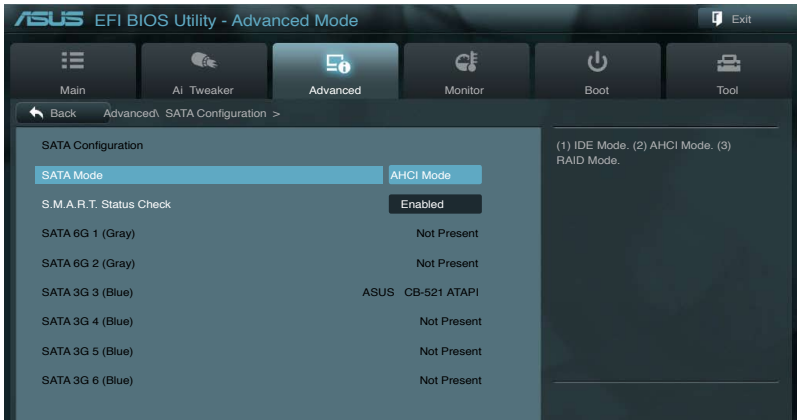 ASUS EFI BIOS Utility - Advanced Mode
Exit
Main
Ai Tweaker
Advanced
Monitor
Boot
Tool
Back
Advanced\ SATA Configuration >
SATA Configuration
SATA Mode AHCI Mode
S.M.A.R.T. Status Check Enabled
SATA 6G 1 (Gray) Not Present
SATA 6G 2 (Gray) Not Present
SATA 3G 3 (Blue) ASUS CB-521 ATAPI
SATA 3G 4 (Blue) Not Present
SATA 3G 5 (Blue) Not Present
SATA 3G 6 (Blue) Not Present
(1) IDE Mode. (2) AHCI Mode. (3)
RAID Mode.